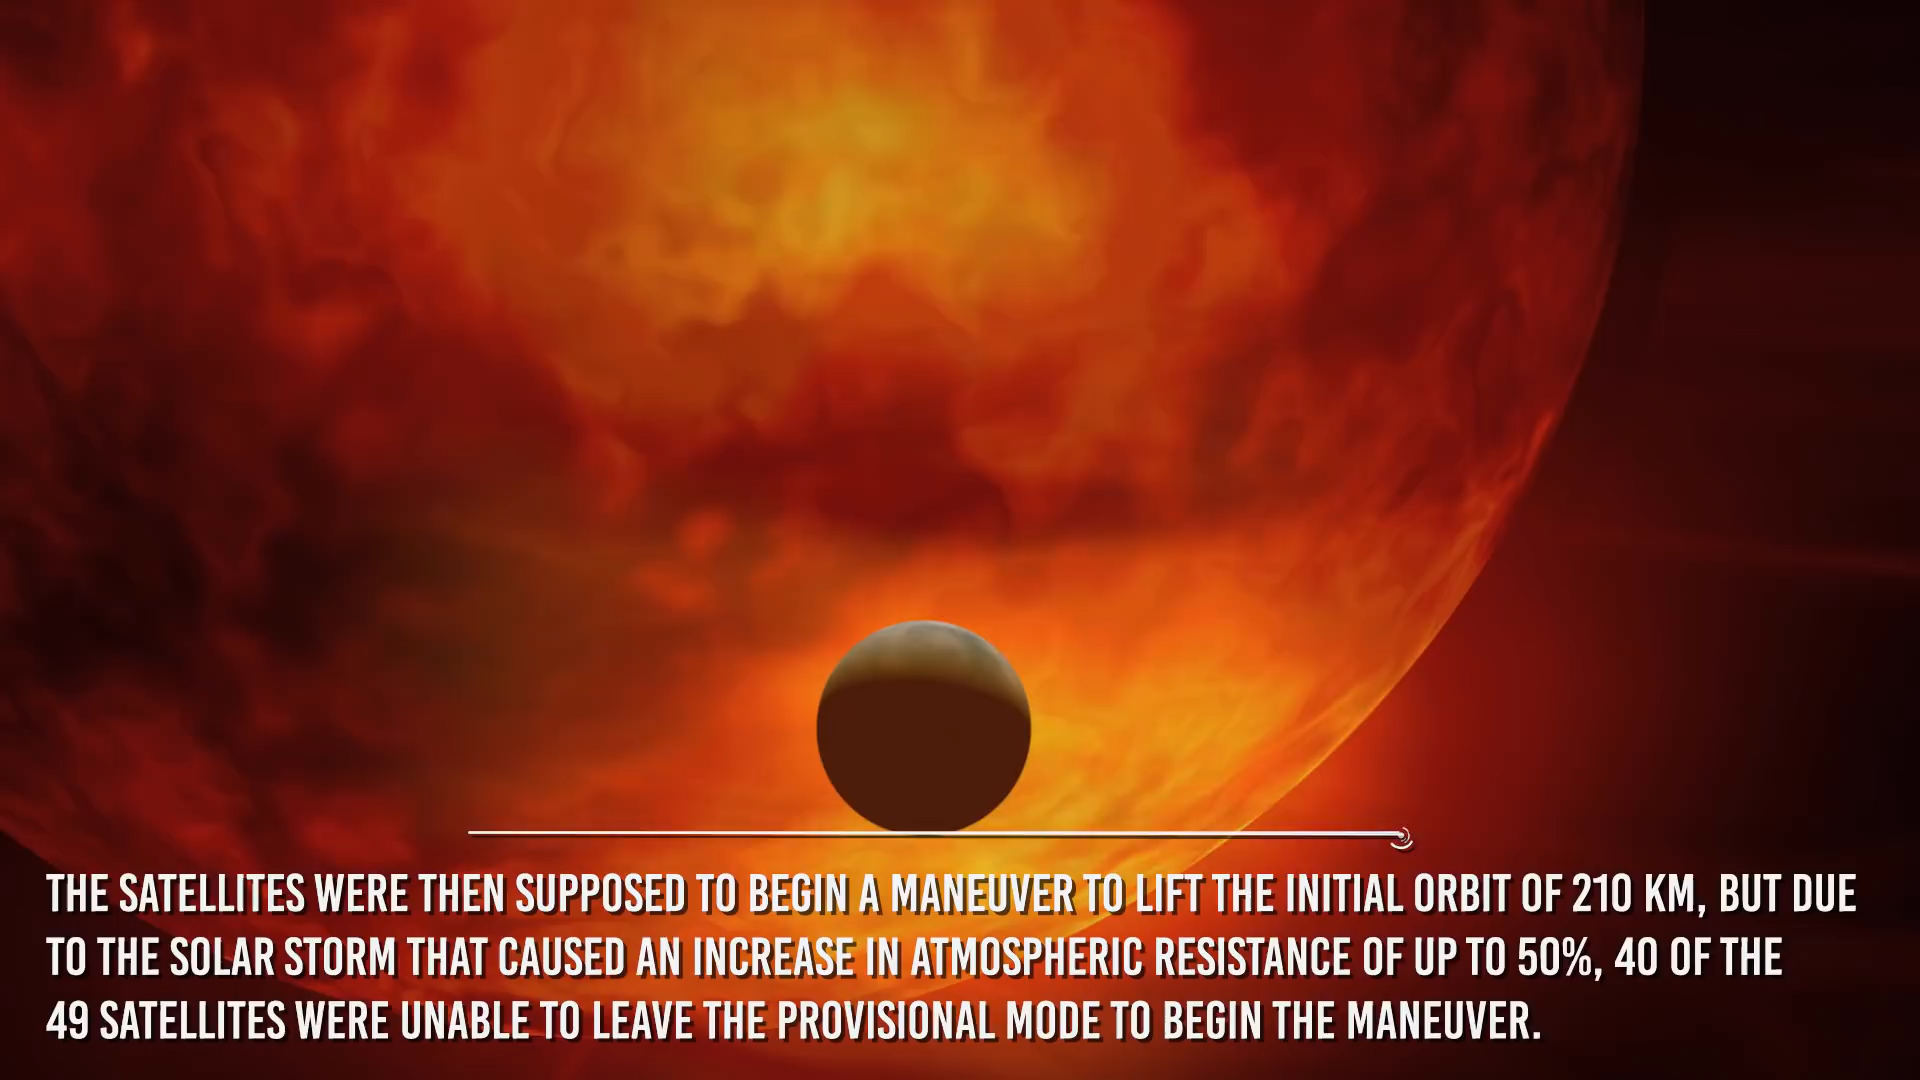 THE SATELLITES WERE THEN SUPPOSED TO BEGIN A MANEUVER TO LIFT THE INITIAL ORBIT OF 210 KM, BUT DUE
TO THE SOLAR STORM THAT CAUSED AN INCREASE IN ATMOSPHERIC RESISTANCE OF UP TO 50%, 40 OF THE
49 SATELLITES WERE UNABLE TO LEAVE THE PROVISIONAL MODE TO BEGIN THE MANEUVER.